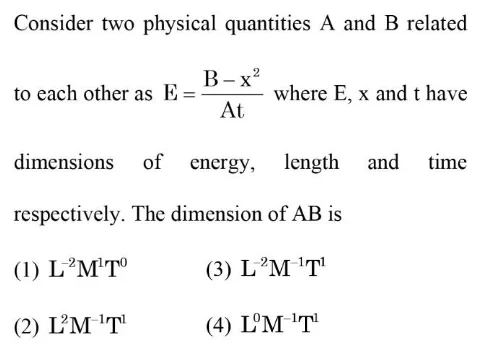 Consider two physical quantities A and B related
to each other as E = (B – x²)/(At) where E, x and t have
dimensions of energy, length and time
respectively. The dimension of AB is
(1) L⁻²M¹T⁰ (3) L⁻²M⁻¹T¹
(2) L²M⁻¹T¹ (4) L⁰M⁻¹T¹